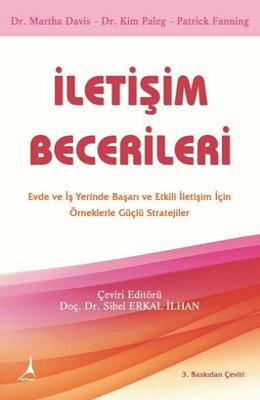 Dr. Martha Davis - Dr. Kim Paleg - Patrick Fanning
İLETİŞİM
BECERİLERİ
Evde ve İş Yerinde Başarı ve Etkili İletişim İçin
Örneklerle Güçlü Stratejiler
Çeviri Editörü
Doç. Dr. Sibel ERKAL İLHAN
3. Baskıdan Çeviri